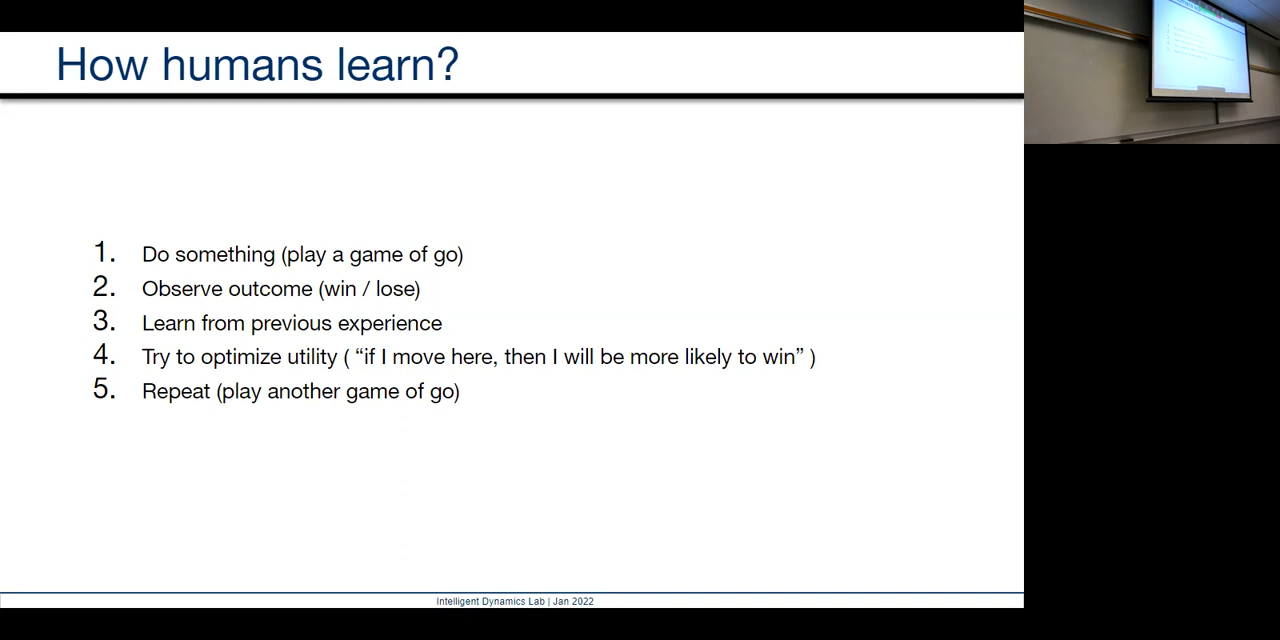 How humans learn?
1. Do something (play a game of go)
2. Observe outcome (win / lose)
3. Learn from previous experience
4. Try to optimize utility ( “if I move here, then I will be more likely to win” )
5. Repeat (play another game of go)
Intelligent Dynamics Lab | Jan 2022